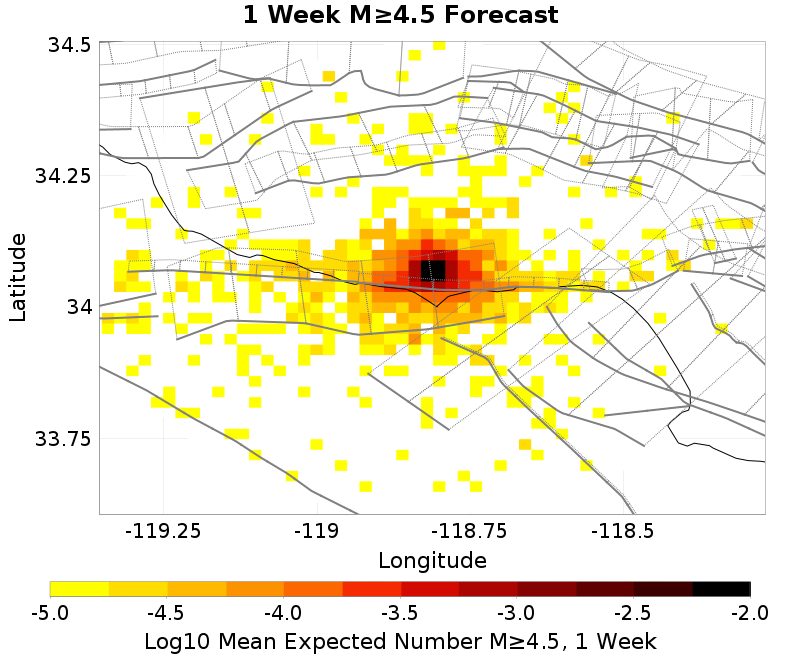 1 Week M≥4.5 Forecast
34.5
34.25
34
33.75
Latitude
-119.25 -119 -118.75 -118.5
Longitude
-5.0 -4.5 -4.0 -3.5 -3.0 -2.5 -2.0
Log10 Mean Expected Number M≥4.5, 1 Week